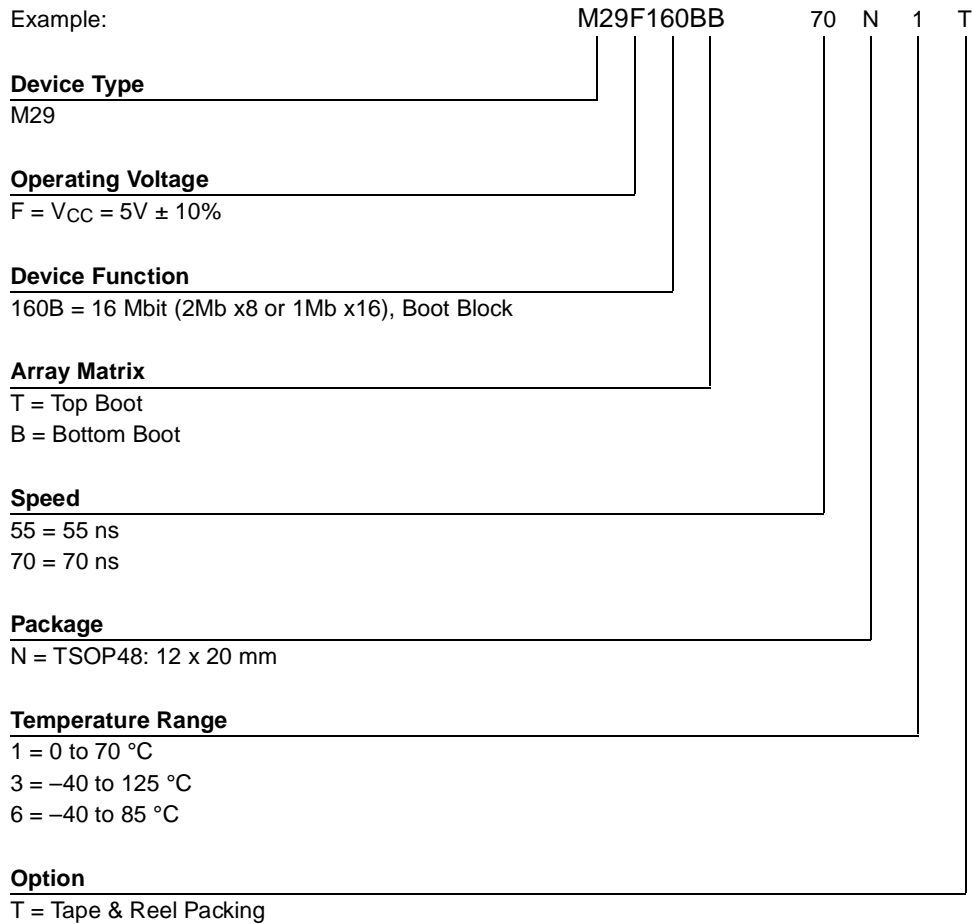 Example: M29F160BB 70 N 1 T
Device Type
M29
Operating Voltage
F = VCC = 5V ± 10%
Device Function
160B = 16 Mbit (2Mb x8 or 1Mb x16), Boot Block
Array Matrix
T = Top Boot
B = Bottom Boot
Speed
55 = 55 ns
70 = 70 ns
Package
N = TSOP48: 12 x 20 mm
Temperature Range
1 = 0 to 70 °C
3 = –40 to 125 °C
6 = –40 to 85 °C
Option
T = Tape & Reel Packing